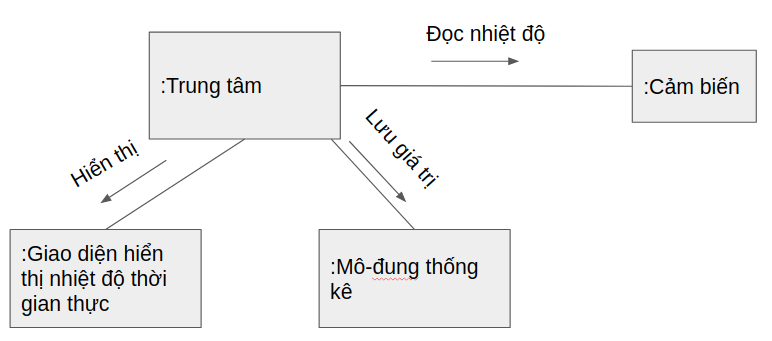 Đọc nhiệt độ
:Trung tâm
:Cảm biến
Hiển thị
Lưu giá trị
:Giao diện hiển
thị nhiệt độ thời
gian thực
:Mô-đung thống
kê